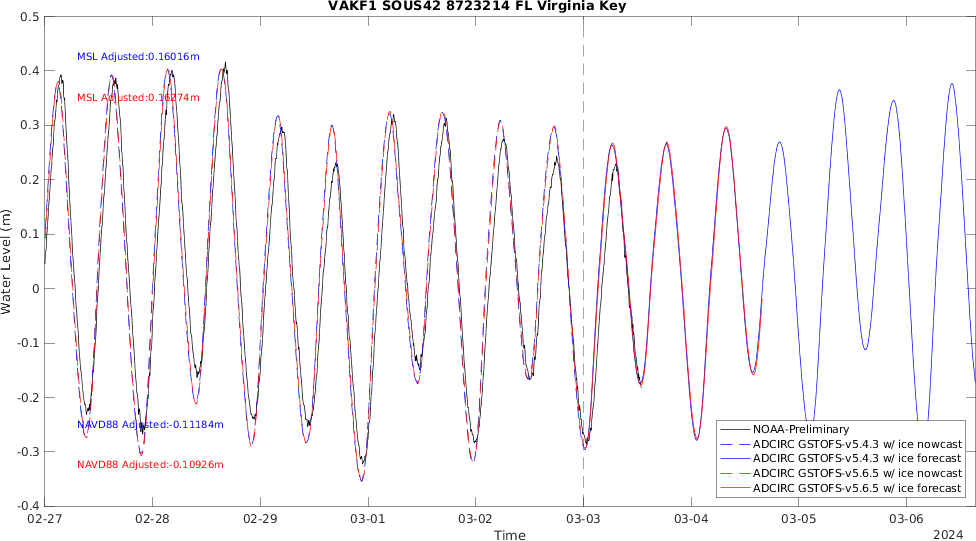 VAKF1 SOUS42 8723214 FL Virginia Key
0.5
0.4
0.3
0.2
0.1
0
-0.1
-0.2
-0.3
-0.4
Water Level (m)
MSL Adjusted:0.16016m
MSL Adjusted:0.16274m
NAVD88 Adjusted:-0.11184m
NAVD88 Adjusted:-0.10926m
NOAA-Preliminary
ADCIRC GSTOFS-v5.4.3 w/ ice nowcast
ADCIRC GSTOFS-v5.4.3 w/ ice forecast
ADCIRC GSTOFS-v5.6.5 w/ ice nowcast
ADCIRC GSTOFS-v5.6.5 w/ ice forecast
02-27 02-28 02-29 03-01 03-02 03-03 03-04 03-05 03-06
Time
2024